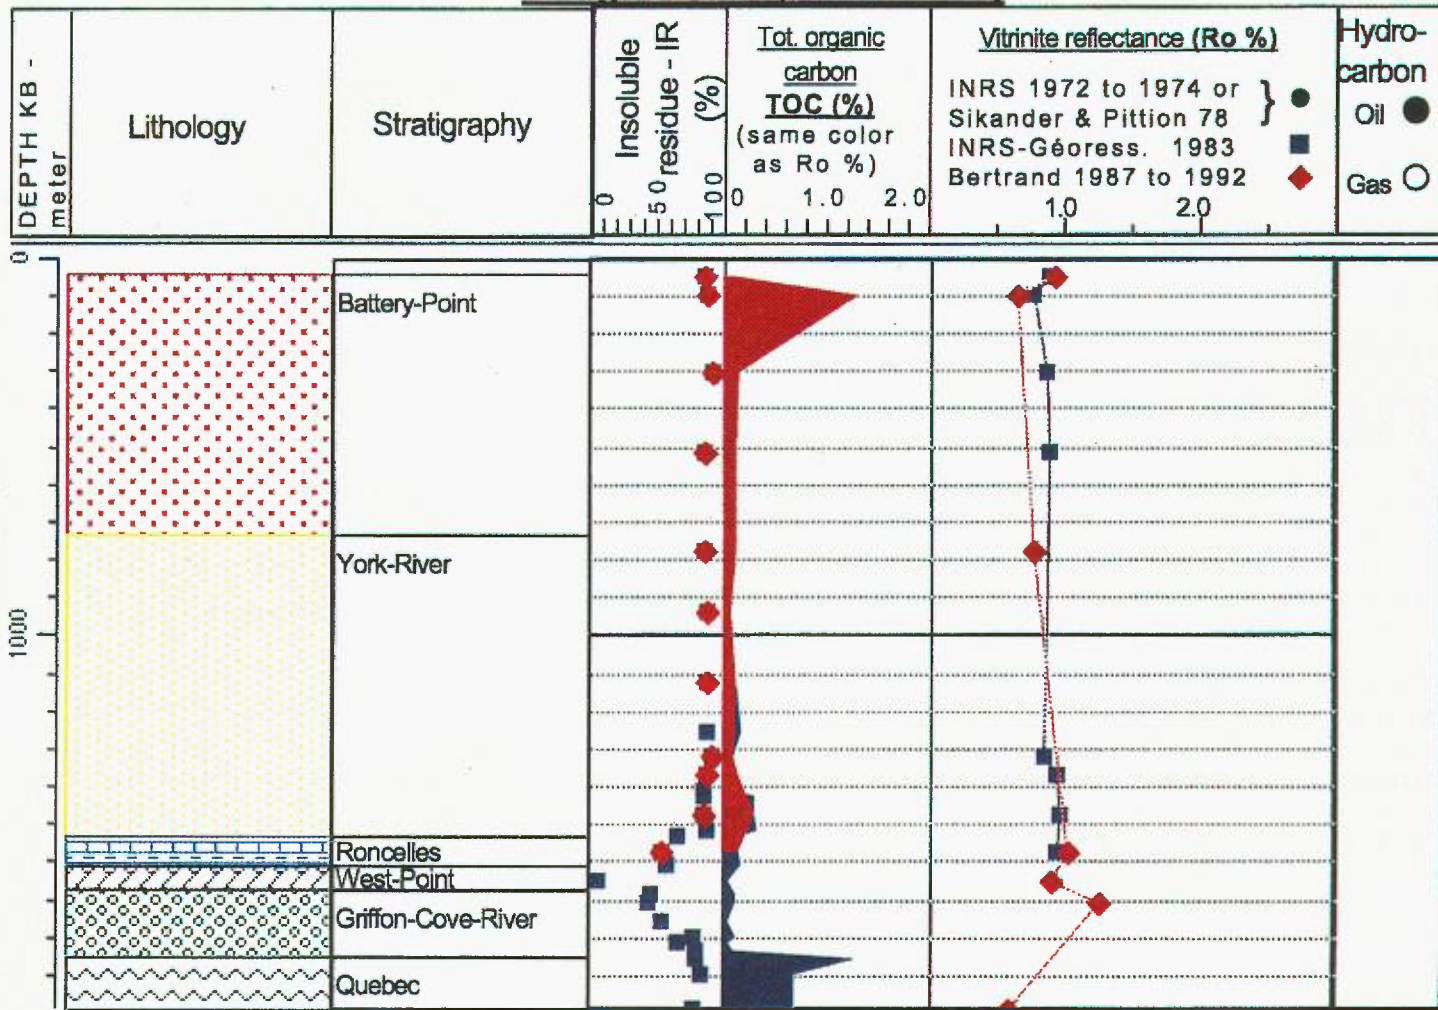 DEPTH KB -
meter
Lithology
Stratigraphy
Insoluble
residue - IR
(%)
0 50 100
Tot. organic
carbon
TOC (%)
(same color
as Ro %)
0 1.0 2.0
Vitrinite reflectance (Ro %)
INRS 1972 to 1974 or
Sikander & Pittion 78
}
INRS-Géoress. 1983
Bertrand 1987 to 1992
1.0 2.0
Hydro-
carbon
Oil
Gas
0
Battery-Point
York-River
1000
Roncelles
West-Point
Griffon-Cove-River
Quebec